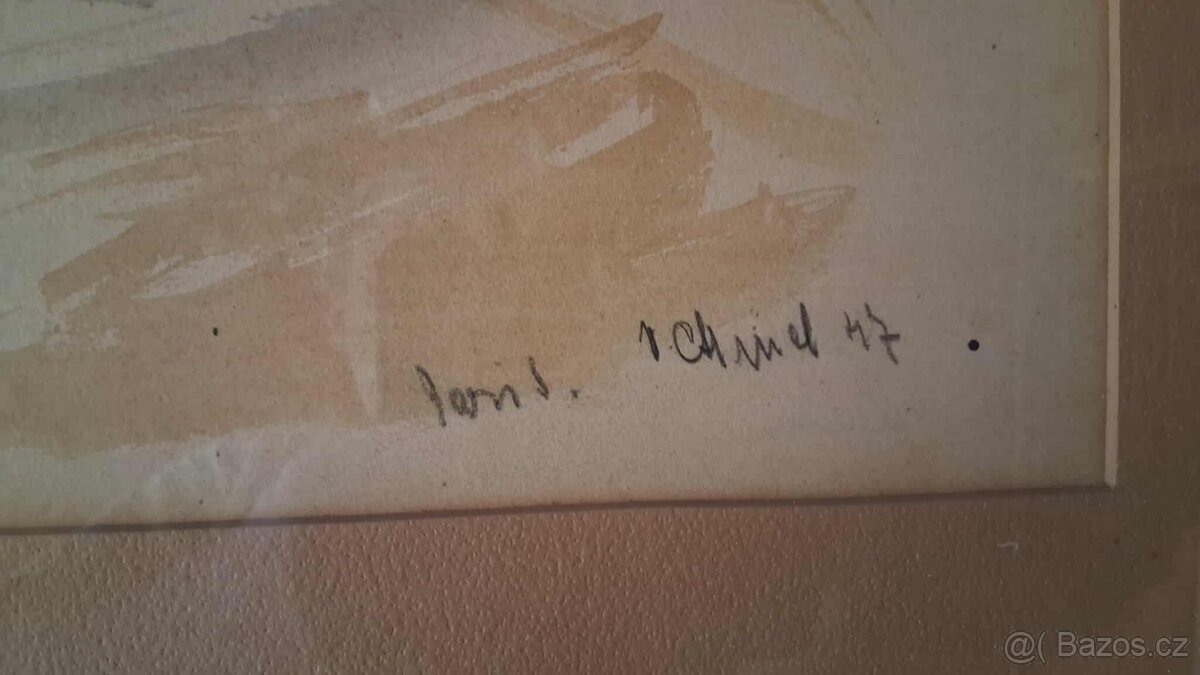 Paris. V. Chmel 47
@( Bazos.cz